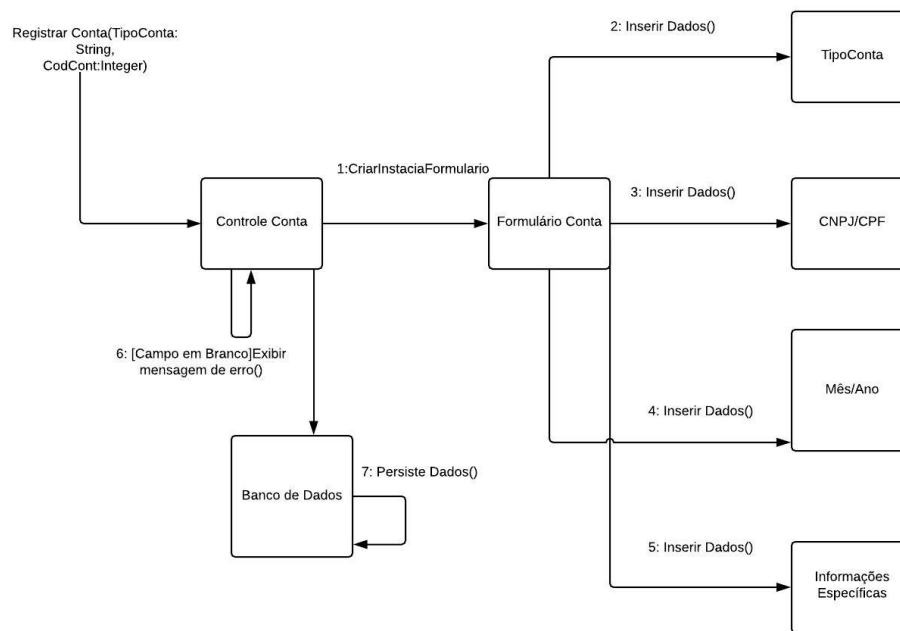 2: Inserir Dados()
Registrar Conta(TipoConta:
String,
CodCont:Integer)
TipoConta
1:CriarInstaciaFormulario
3: Inserir Dados()
Controle Conta
Formulário Conta
CNPJ/CPF
6: [Campo em Branco]Exibir
mensagem de erro()
Mês/Ano
4: Inserir Dados()
7: Persiste Dados()
Banco de Dados
5: Inserir Dados()
Informações
Específicas